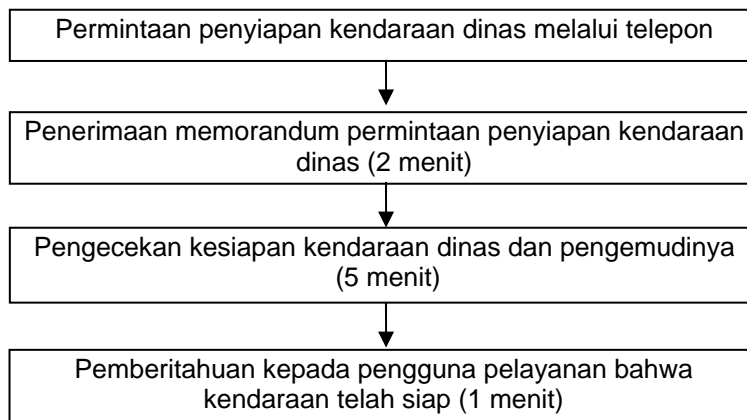 Permintaan penyiapan kendaraan dinas melalui telepon
Penerimaan memorandum permintaan penyiapan kendaraan
dinas (2 menit)
Pengecekan kesiapan kendaraan dinas dan pengemudinya
(5 menit)
Pemberitahuan kepada pengguna pelayanan bahwa
kendaraan telah siap (1 menit)